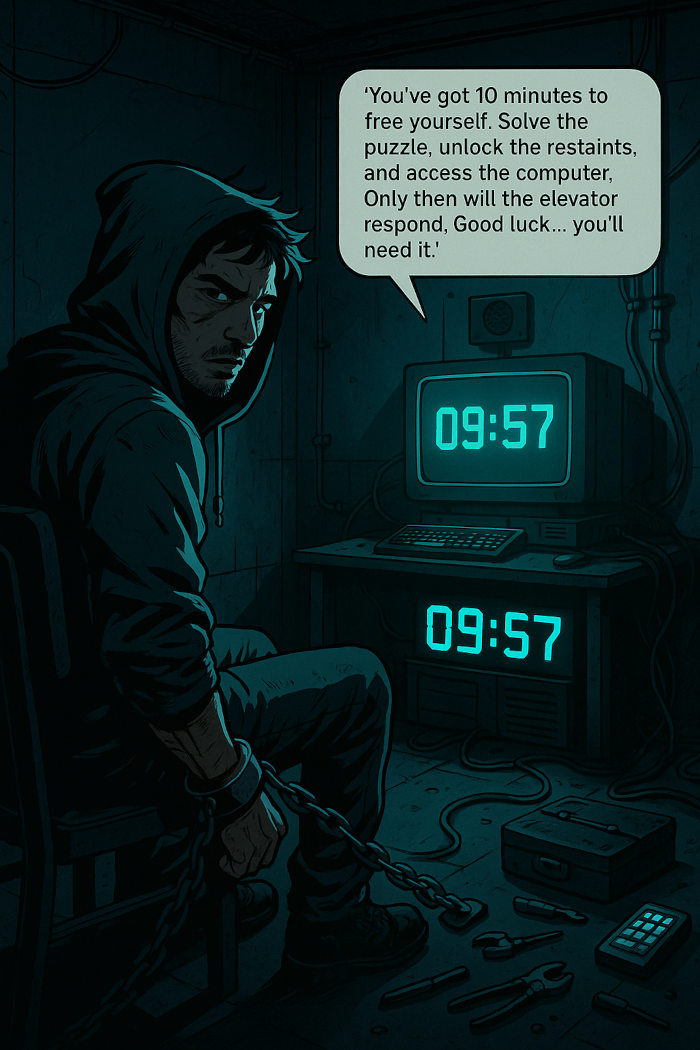 'You've got 10 minutes to
free yourself. Solve the
puzzle, unlock the restaints,
and access the computer,
Only then will the elevator
respond, Good luck... you'll
need it.'
09:57
09:57